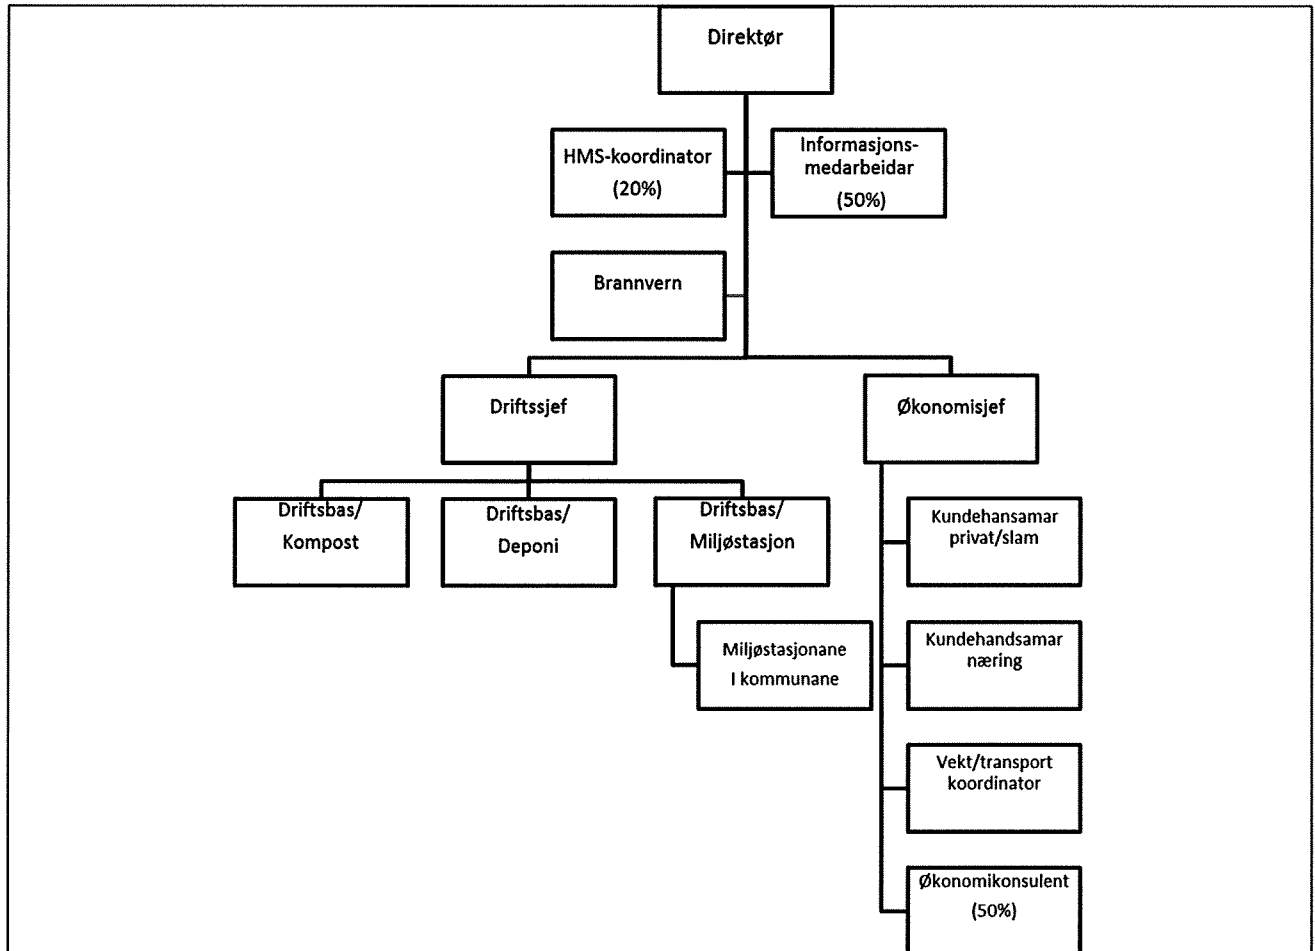 Direktør
HMS-koordinator
(20%)
Informasjons-
medarbeidar
(50%)
Brannvern
Driftssjef
Økonomisjef
Driftsbas/
Kompost
Driftsbas/
Deponi
Driftsbas/
Miljøstasjon
Miljøstasjonane
I kommunane
Kundehansamar
privat/slam
Kundehandsamar
næring
Vekt/transport
koordinator
Økonomikonsulent
(50%)